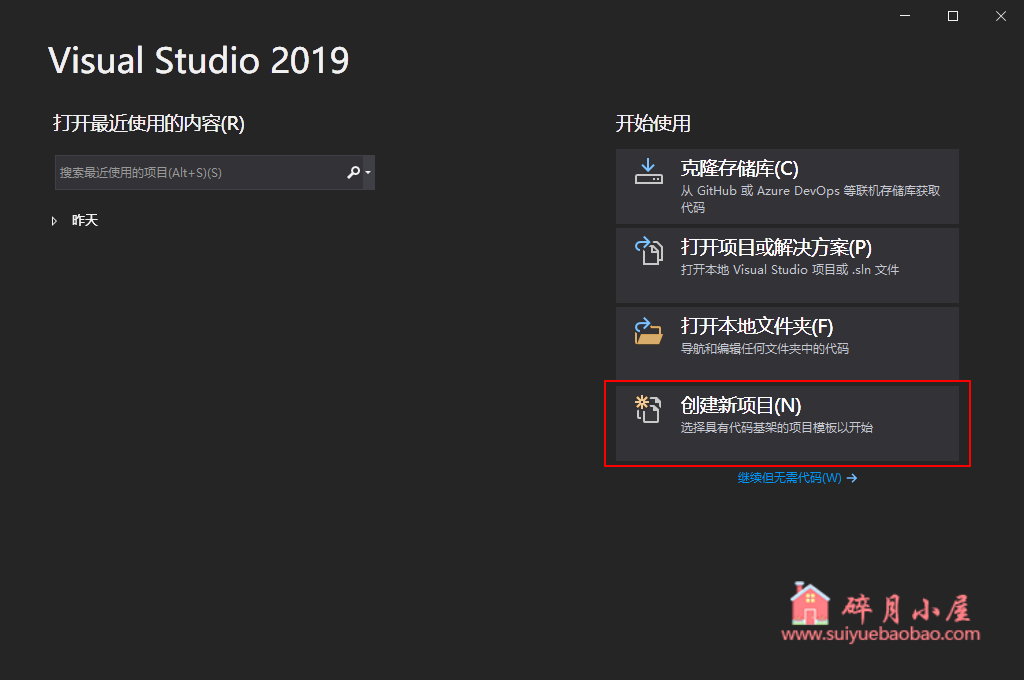 Visual Studio 2019
打开最近使用的内容(R)
搜索最近使用的项目(Alt+S)(S)
昨天
开始使用
克隆存储库(C)
从 GitHub 或 Azure DevOps 等联机存储库获取
代码
打开项目或解决方案(P)
打开本地 Visual Studio 项目或 .sln 文件
打开本地文件夹(F)
导航和编辑任何文件夹中的代码
创建新项目(N)
选择具有代码基架的项目模板以开始
继续但无需代码(W)
碎月小屋
www.suiyuebaobao.com